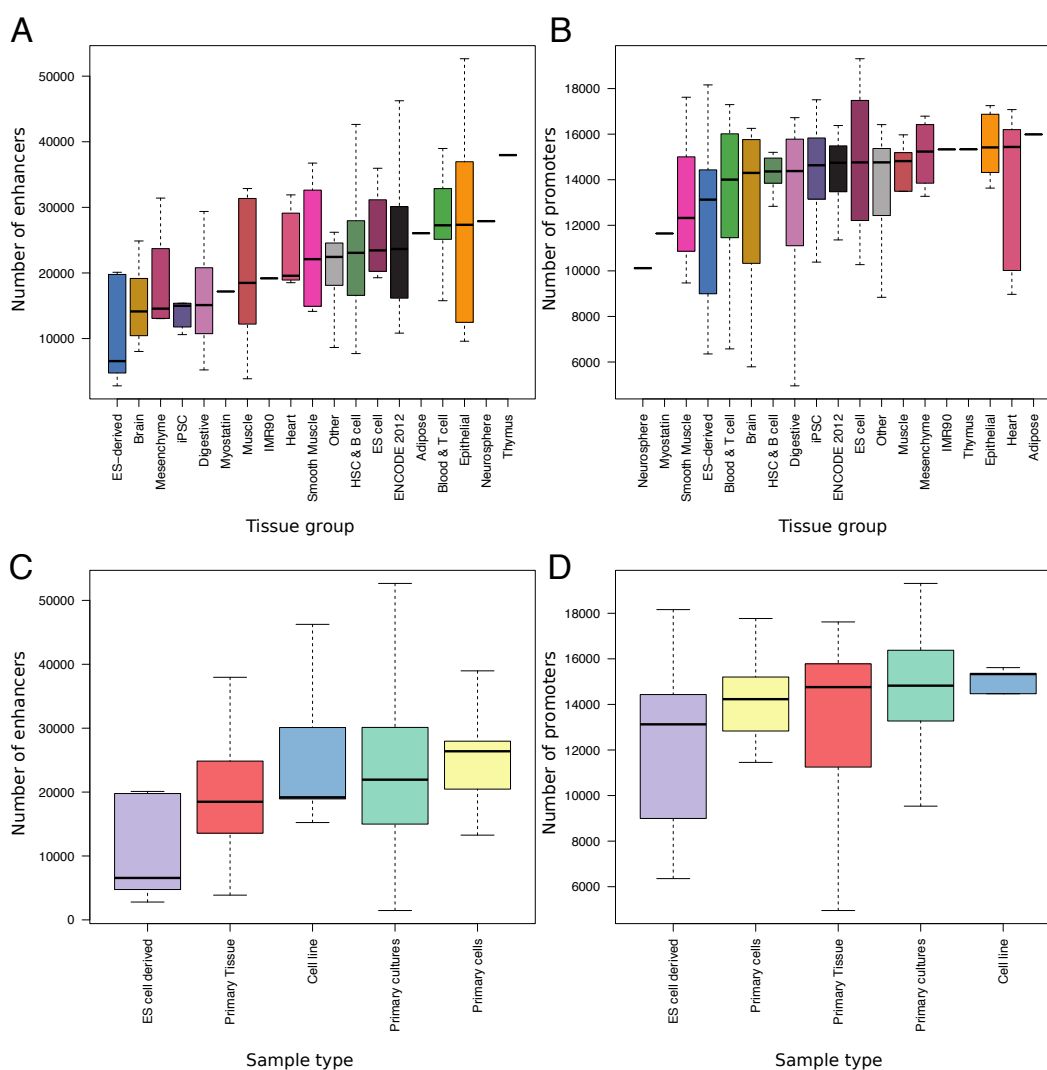 A
Number of enhancers
50000
40000
30000
20000
10000
ES−derived
Brain
Mesenchyme
iPSC
Digestive
Myostatin
Muscle
IMR90
Heart
Smooth Muscle
Other
HSC & B cell
ES cell
ENCODE 2012
Adipose
Blood & T cell
Epithelial
Neurosphere
Thymus
Tissue group
B
Number of promoters
18000
16000
14000
12000
10000
8000
6000
Neurosphere
Myostatin
Smooth Muscle
ES−derived
Blood & T cell
Brain
HSC & B cell
Digestive
iPSC
ENCODE 2012
ES cell
Other
Muscle
Mesenchyme
IMR90
Thymus
Epithelial
Heart
Adipose
Tissue group
C
Number of enhancers
50000
40000
30000
20000
10000
0
ES cell derived
Primary Tissue
Cell line
Primary cultures
Primary cells
Sample type
D
Number of promoters
18000
16000
14000
12000
10000
8000
6000
ES cell derived
Primary cells
Primary Tissue
Primary cultures
Cell line
Sample type